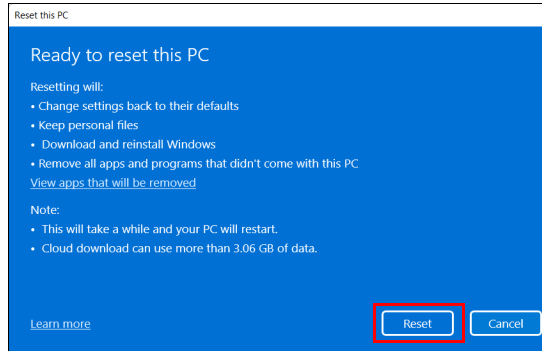 Reset this PC
Ready to reset this PC
Resetting will:
• Change settings back to their defaults
• Keep personal files
• Download and reinstall Windows
• Remove all apps and programs that didn't come with this PC
View apps that will be removed
Note:
• This will take a while and your PC will restart.
• Cloud download can use more than 3.06 GB of data.
Learn more
Reset
Cancel